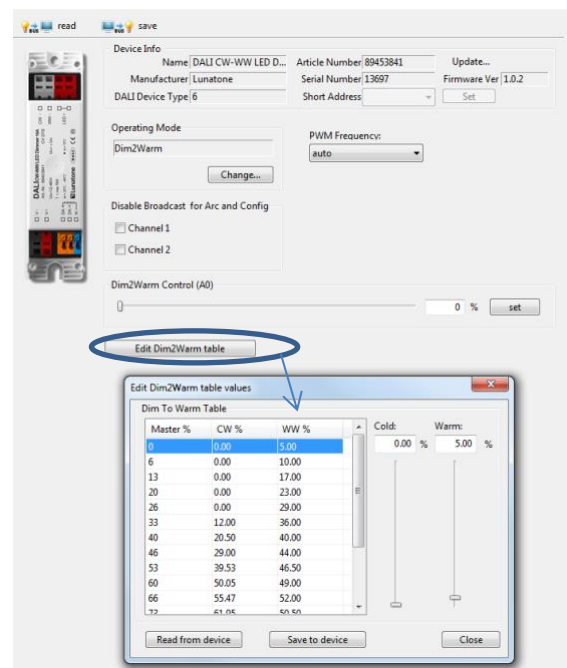 read save
Device Info
Name DALI CW-WW LED D... Article Number 89453841 Update...
Manufacturer Lunatone Serial Number 13697 Firmware Ver 1.0.2
DALI Device Type 6 Short Address Set
Operating Mode
PWM Frequency:
Dim2Warm
auto
Change...
Disable Broadcast for Arc and Config
Channel 1
Channel 2
Dim2Warm Control (A0)
0 % set
Edit Dim2Warm table
Edit Dim2Warm table values
Dim To Warm Table
Master % CW % WW % Cold: Warm:
0 0.00 5.00 0.00 % 5.00 %
6 0.00 10.00
13 0.00 17.00
20 0.00 23.00
26 0.00 29.00
33 12.00 36.00
40 20.50 40.00
46 29.00 44.00
53 39.53 46.50
60 50.05 49.00
66 55.47 52.00
73 61.95 50.50
Read from device Save to device Close
DALI
Lunatone